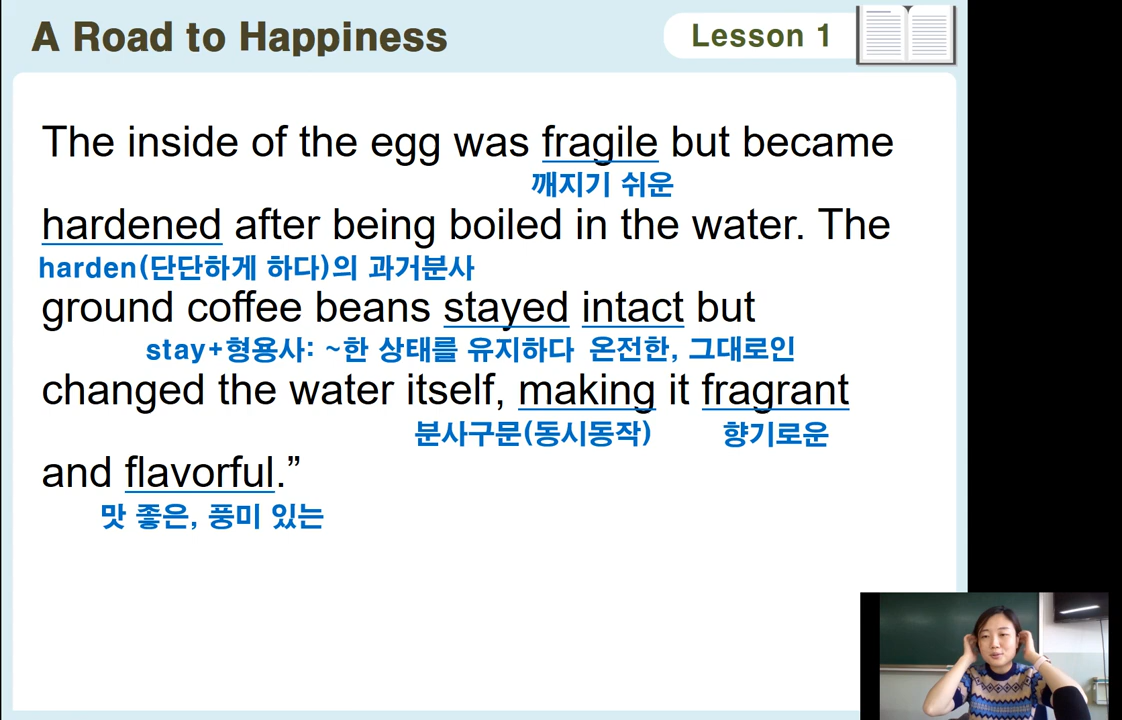 A Road to Happiness
Lesson 1
The inside of the egg was fragile but became
깨지기 쉬운
hardened after being boiled in the water. The
harden(단단하게 하다)의 과거분사
ground coffee beans stayed intact but
stay+형용사: ~한 상태를 유지하다 온전한, 그대로인
changed the water itself, making it fragrant
분사구문(동시동작) 향기로운
and flavorful.”
맛 좋은, 풍미 있는